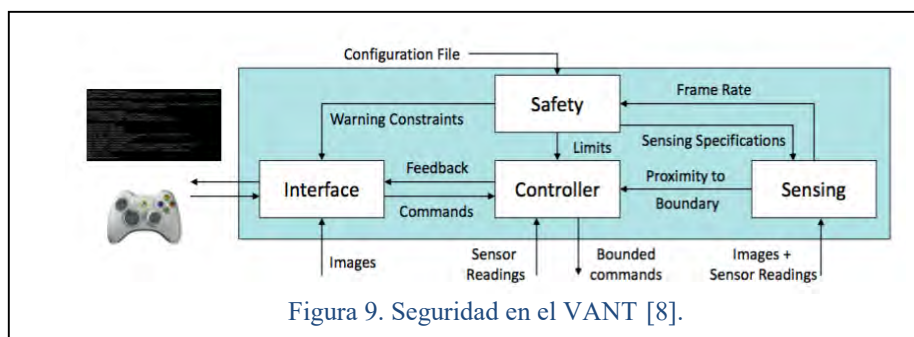 Configuration File
Safety
Frame Rate
Warning Constraints
Sensing Specifications
Limits
Feedback
Proximity to
Interface
Controller
Sensing
Commands
Boundary
Images
Sensor
Readings
Bounded
commands
Images +
Sensor Readings
Figura 9. Seguridad en el VANT [8].